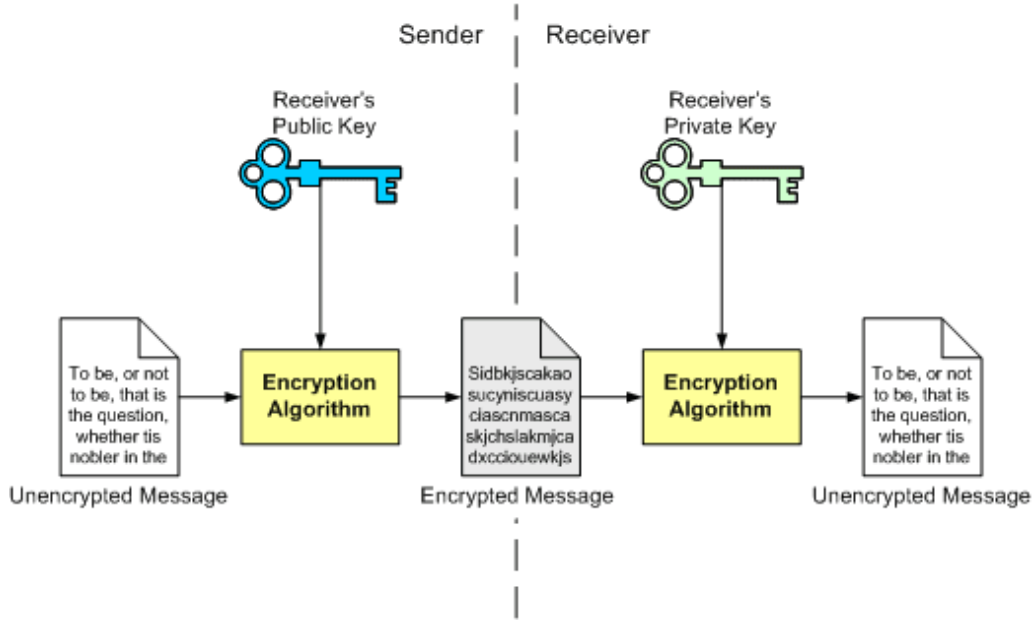 Sender
Receiver
Receiver's
Public Key
Receiver's
Private Key
To be, or not
to be, that is
the question,
whether tis
nobler in the
Unencrypted Message
Encryption
Algorithm
Sidbkjscakao
sucyniscuasy
ciascnmasca
skjchslakmjca
dxcciouewkjs
Encrypted Message
Encryption
Algorithm
To be, or not
to be, that is
the question,
whether tis
nobler in the
Unencrypted Message